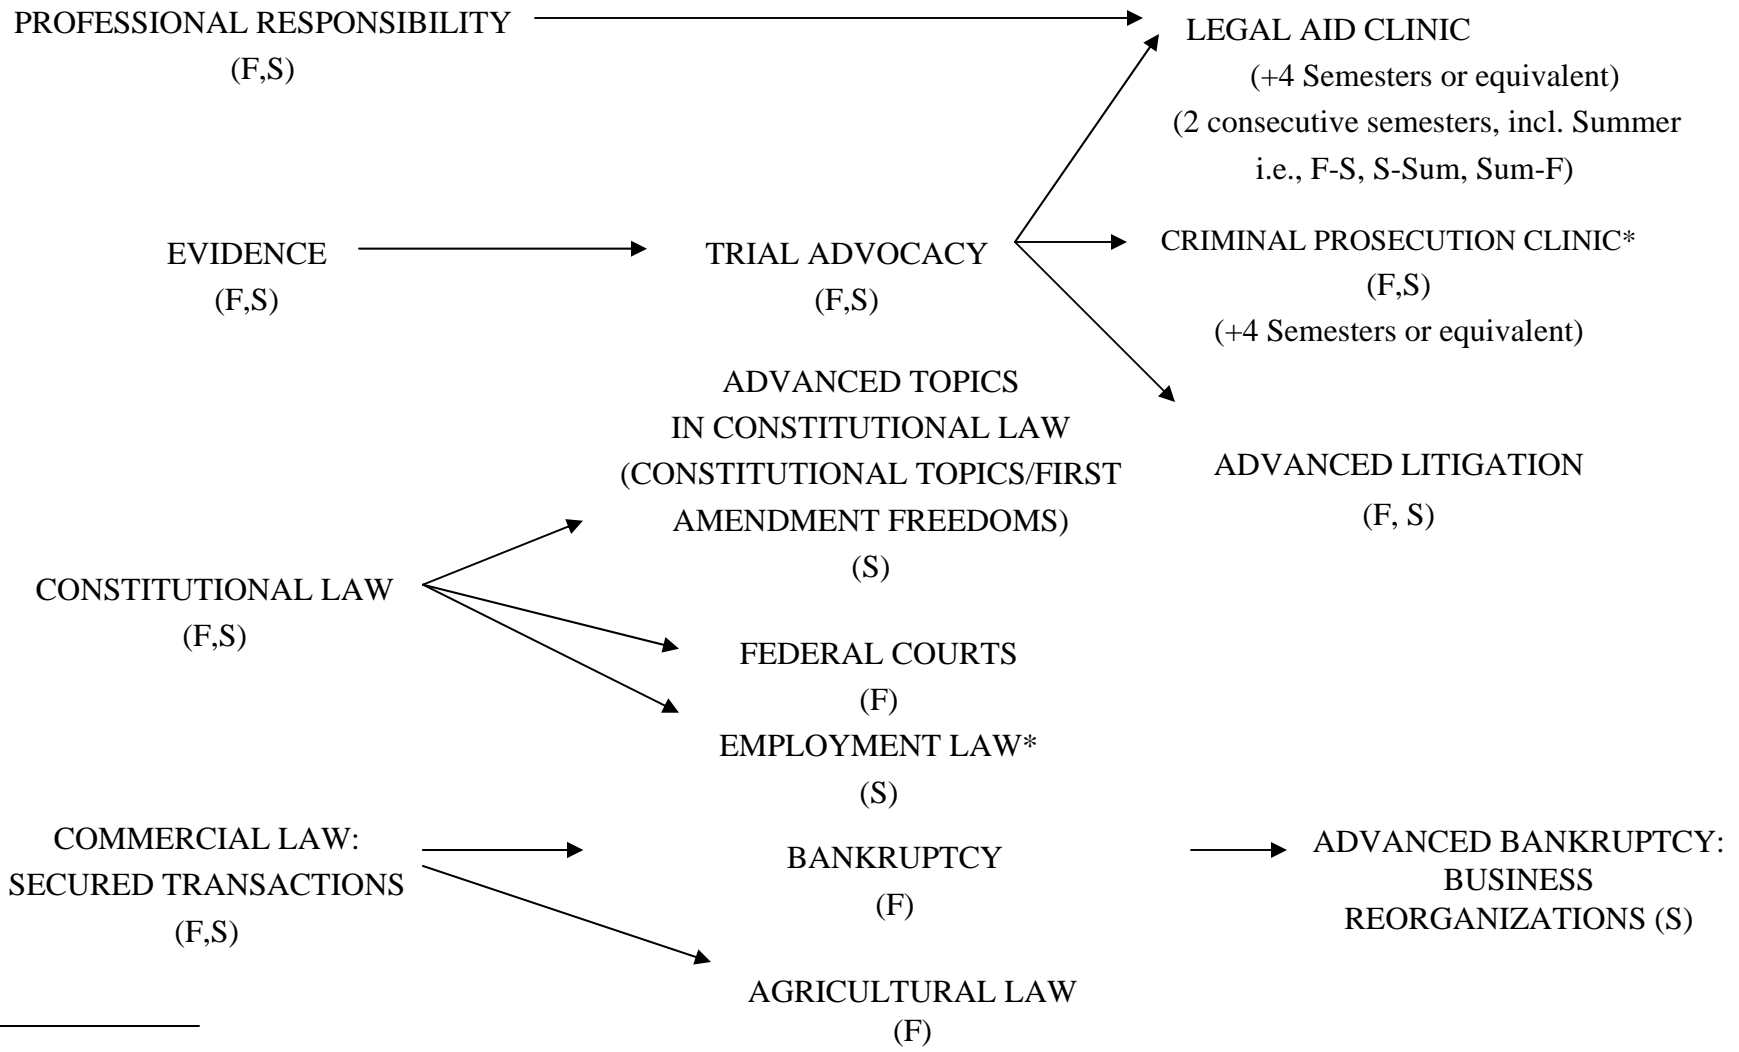 PROFESSIONAL RESPONSIBILITY
(F,S)
LEGAL AID CLINIC
(+4 Semesters or equivalent)
(2 consecutive semesters, incl. Summer
i.e., F-S, S-Sum, Sum-F)
EVIDENCE
(F,S)
TRIAL ADVOCACY
(F,S)
CRIMINAL PROSECUTION CLINIC*
(F,S)
(+4 Semesters or equivalent)
ADVANCED TOPICS
IN CONSTITUTIONAL LAW
(CONSTITUTIONAL TOPICS/FIRST
AMENDMENT FREEDOMS)
(S)
ADVANCED LITIGATION
(F, S)
CONSTITUTIONAL LAW
(F,S)
FEDERAL COURTS
(F)
EMPLOYMENT LAW*
(S)
COMMERCIAL LAW:
SECURED TRANSACTIONS
(F,S)
BANKRUPTCY
(F)
ADVANCED BANKRUPTCY:
BUSINESS
REORGANIZATIONS (S)
AGRICULTURAL LAW
(F)